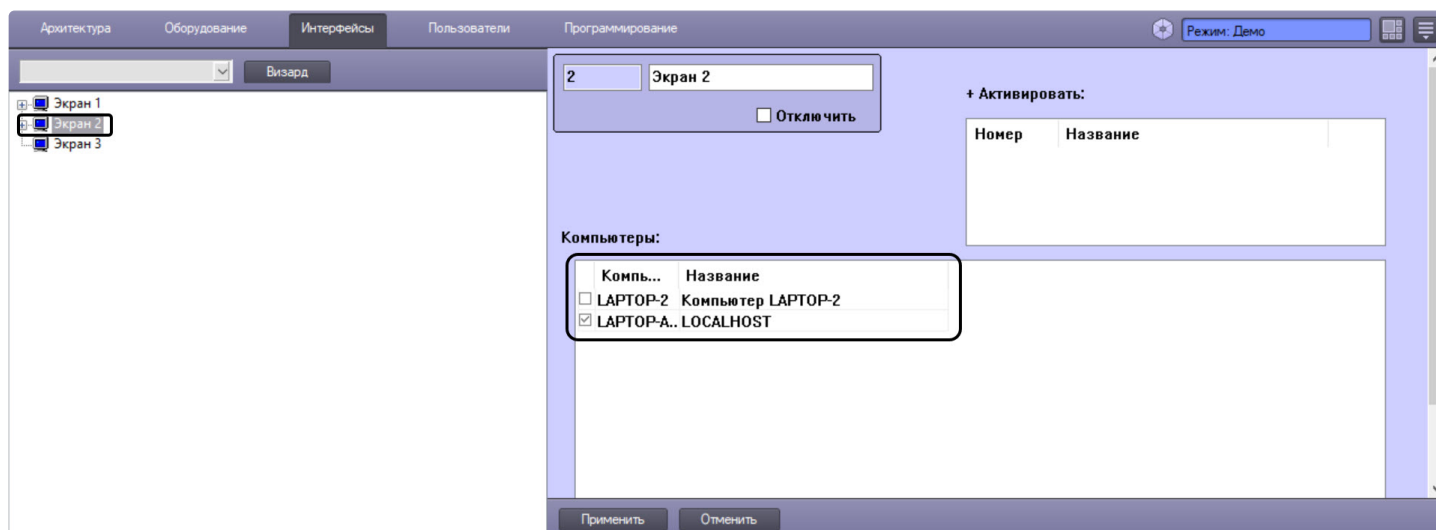 Архитектура Оборудование Интерфейсы Пользователи Программирование Режим: Демо
Визард
Экран 1
Экран 2
Экран 3
2 Экран 2
Отключить
+ Активировать:
Номер Название
Компьютеры:
Компь... Название
LAPTOP-2 Компьютер LAPTOP-2
LAPTOP-A.. LOCALHOST
Применить Отменить